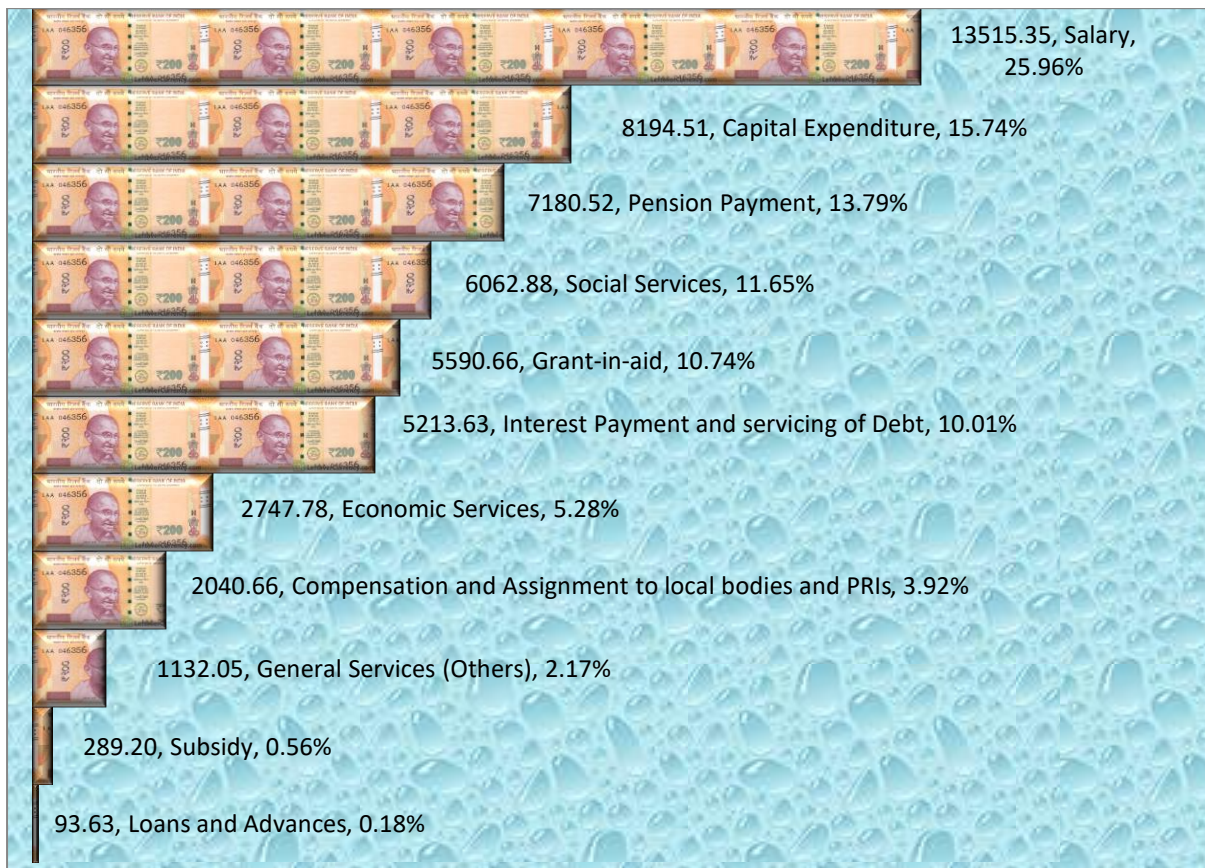 13515.35, Salary,
25.96%
8194.51, Capital Expenditure, 15.74%
7180.52, Pension Payment, 13.79%
6062.88, Social Services, 11.65%
5590.66, Grant-in-aid, 10.74%
5213.63, Interest Payment and servicing of Debt, 10.01%
2747.78, Economic Services, 5.28%
2040.66, Compensation and Assignment to local bodies and PRIs, 3.92%
1132.05, General Services (Others), 2.17%
289.20, Subsidy, 0.56%
93.63, Loans and Advances, 0.18%